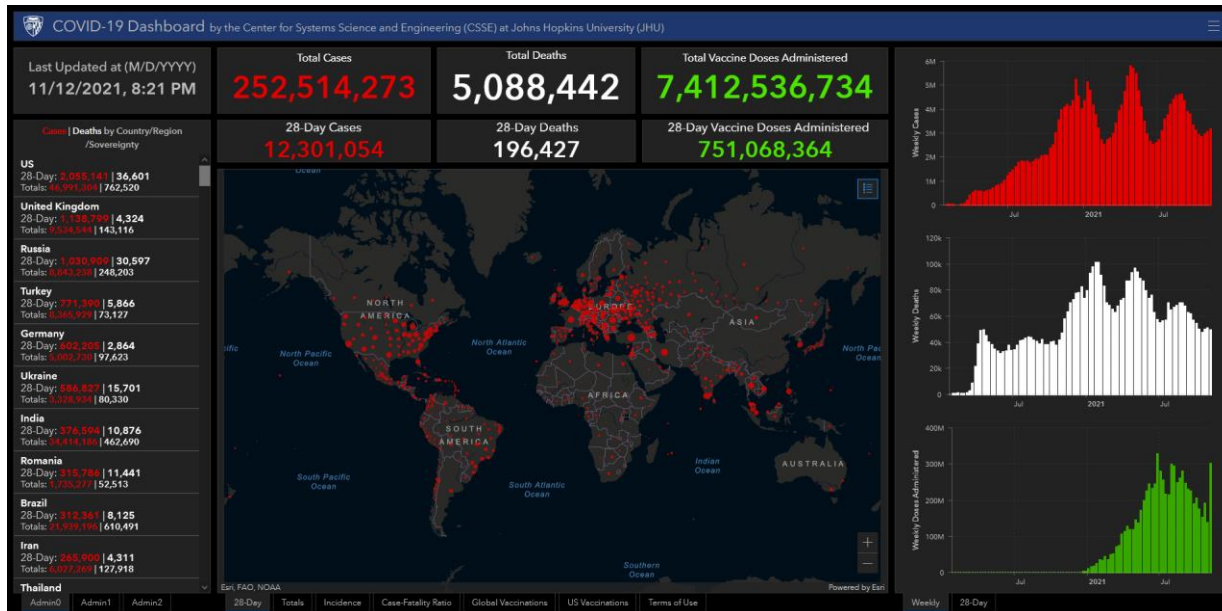 COVID-19 Dashboard by the Center for Systems Science and Engineering (CSSE) at Johns Hopkins University (JHU)
Last Updated at (M/D/YYYY)
11/12/2021, 8:21 PM
Cases | Deaths by Country/Region
/Sovereignty
US
28-Day: 2,055,141 | 36,601
Totals: 46,991,304 | 762,520
United Kingdom
28-Day: 1,138,799 | 4,324
Totals: 9,534,544 | 143,116
Russia
28-Day: 1,030,909 | 30,597
Totals: 8,843,238 | 248,203
Turkey
28-Day: 771,390 | 5,866
Totals: 8,365,929 | 73,127
Germany
28-Day: 602,205 | 2,864
Totals: 5,002,730 | 97,623
Ukraine
28-Day: 586,827 | 15,701
Totals: 3,328,934 | 80,330
India
28-Day: 376,594 | 10,876
Totals: 34,414,186 | 462,690
Romania
28-Day: 315,786 | 11,441
Totals: 1,735,277 | 52,513
Brazil
28-Day: 312,361 | 8,125
Totals: 21,939,196 | 610,491
Iran
28-Day: 265,900 | 4,311
Totals: 6,027,269 | 127,918
Thailand
Admin0 Admin1 Admin2
Total Cases
252,514,273
Total Deaths
5,088,442
Total Vaccine Doses Administered
7,412,536,734
28-Day Cases
12,301,054
28-Day Deaths
196,427
28-Day Vaccine Doses Administered
751,068,364
Ocean
NORTH
AMERICA
EUROPE
ASIA
North Pacific
Ocean
North Atlantic
Ocean
North Pac
Ocean
cific
AFRICA
SOUTH
AMERICA
Indian
Ocean
AUSTRALIA
South Pacific
Ocean
South Atlantic
Ocean
Southern
Ocean
+
−
Esri, FAO, NOAA
Powered by Esri
28-Day Totals Incidence Case-Fatality Ratio Global Vaccinations US Vaccinations Terms of Use
Weekly Cases
6M
5M
4M
3M
2M
1M
0
Jul 2021 Jul
Weekly Deaths
120k
100k
80k
60k
40k
20k
0
Jul 2021 Jul
Weekly Doses Administered
400M
300M
200M
100M
0
Jul 2021 Jul
Weekly 28-Day